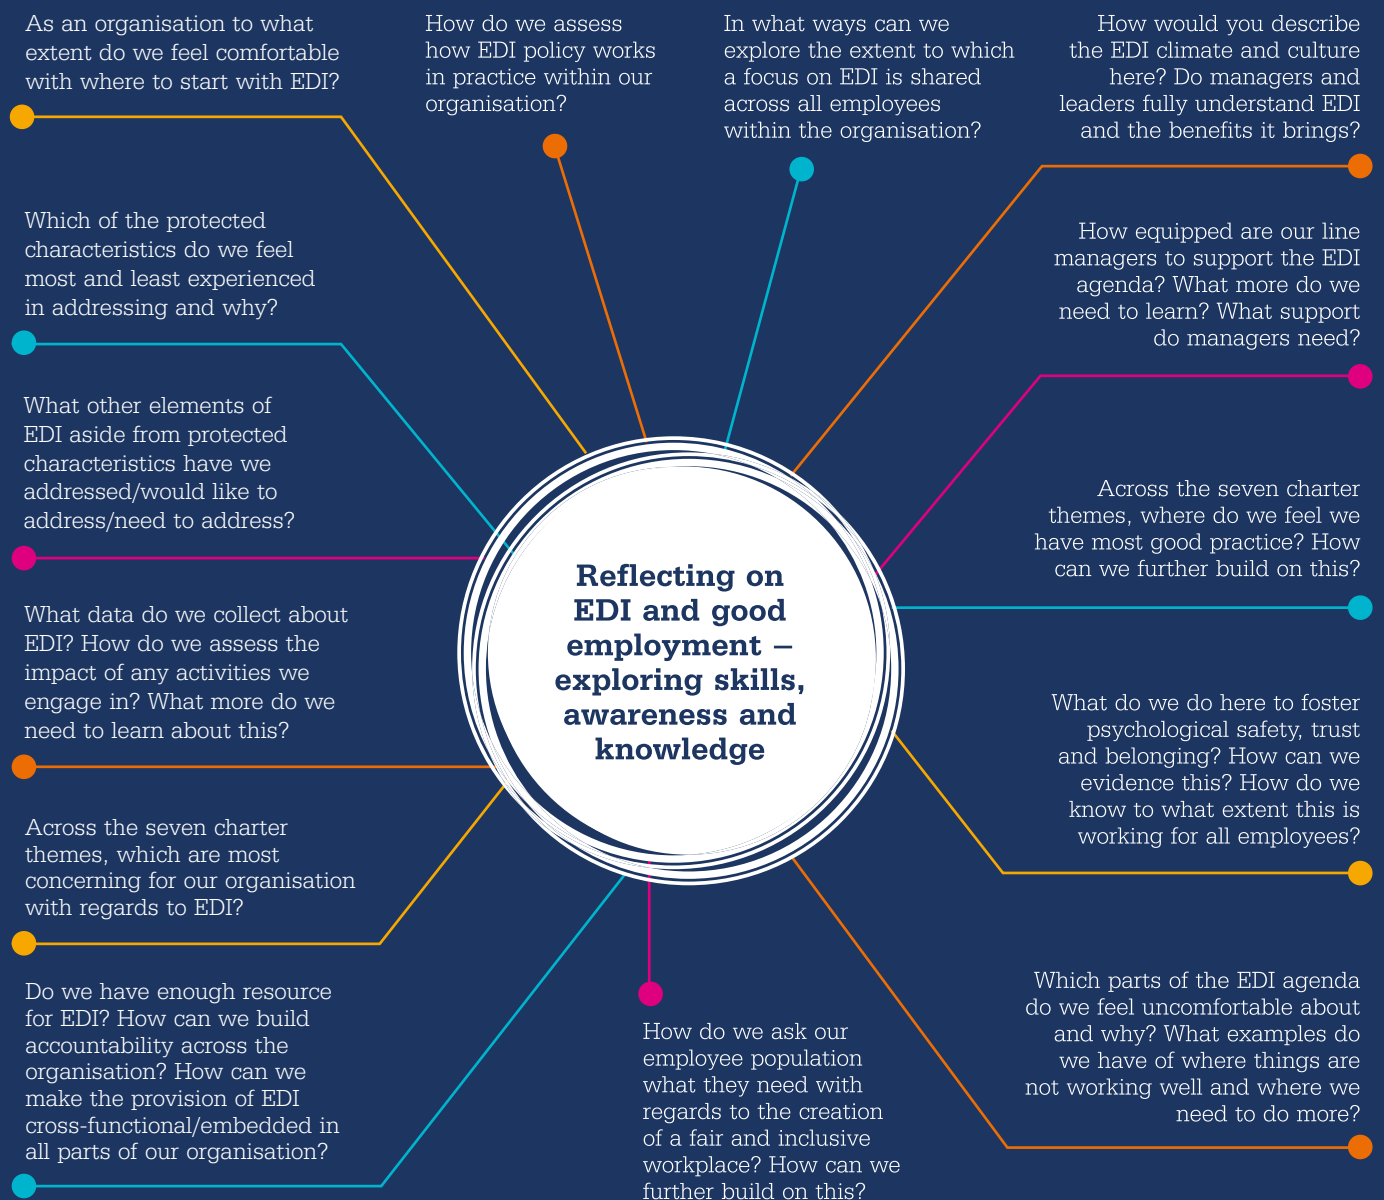 As an organisation to what
extent do we feel comfortable
with where to start with EDI?
How do we assess
how EDI policy works
in practice within our
organisation?
In what ways can we
explore the extent to which
a focus on EDI is shared
across all employees
within the organisation?
How would you describe
the EDI climate and culture
here? Do managers and
leaders fully understand EDI
and the benefits it brings?
Which of the protected
characteristics do we feel
most and least experienced
in addressing and why?
How equipped are our line
managers to support the EDI
agenda? What more do we
need to learn? What support
do managers need?
What other elements of
EDI aside from protected
characteristics have we
addressed/would like to
address/need to address?
Across the seven charter
themes, where do we feel we
have most good practice? How
can we further build on this?
Reflecting on
EDI and good
employment –
exploring skills,
awareness and
knowledge
What data do we collect about
EDI? How do we assess the
impact of any activities we
engage in? What more do we
need to learn about this?
What do we do here to foster
psychological safety, trust
and belonging? How can we
evidence this? How do we
know to what extent this is
working for all employees?
Across the seven charter
themes, which are most
concerning for our organisation
with regards to EDI?
Do we have enough resource
for EDI? How can we build
accountability across the
organisation? How can we
make the provision of EDI
cross-functional/embedded in
all parts of our organisation?
How do we ask our
employee population
what they need with
regards to the creation
of a fair and inclusive
workplace? How can we
further build on this?
Which parts of the EDI agenda
do we feel uncomfortable about
and why? What examples do
we have of where things are
not working well and where we
need to do more?